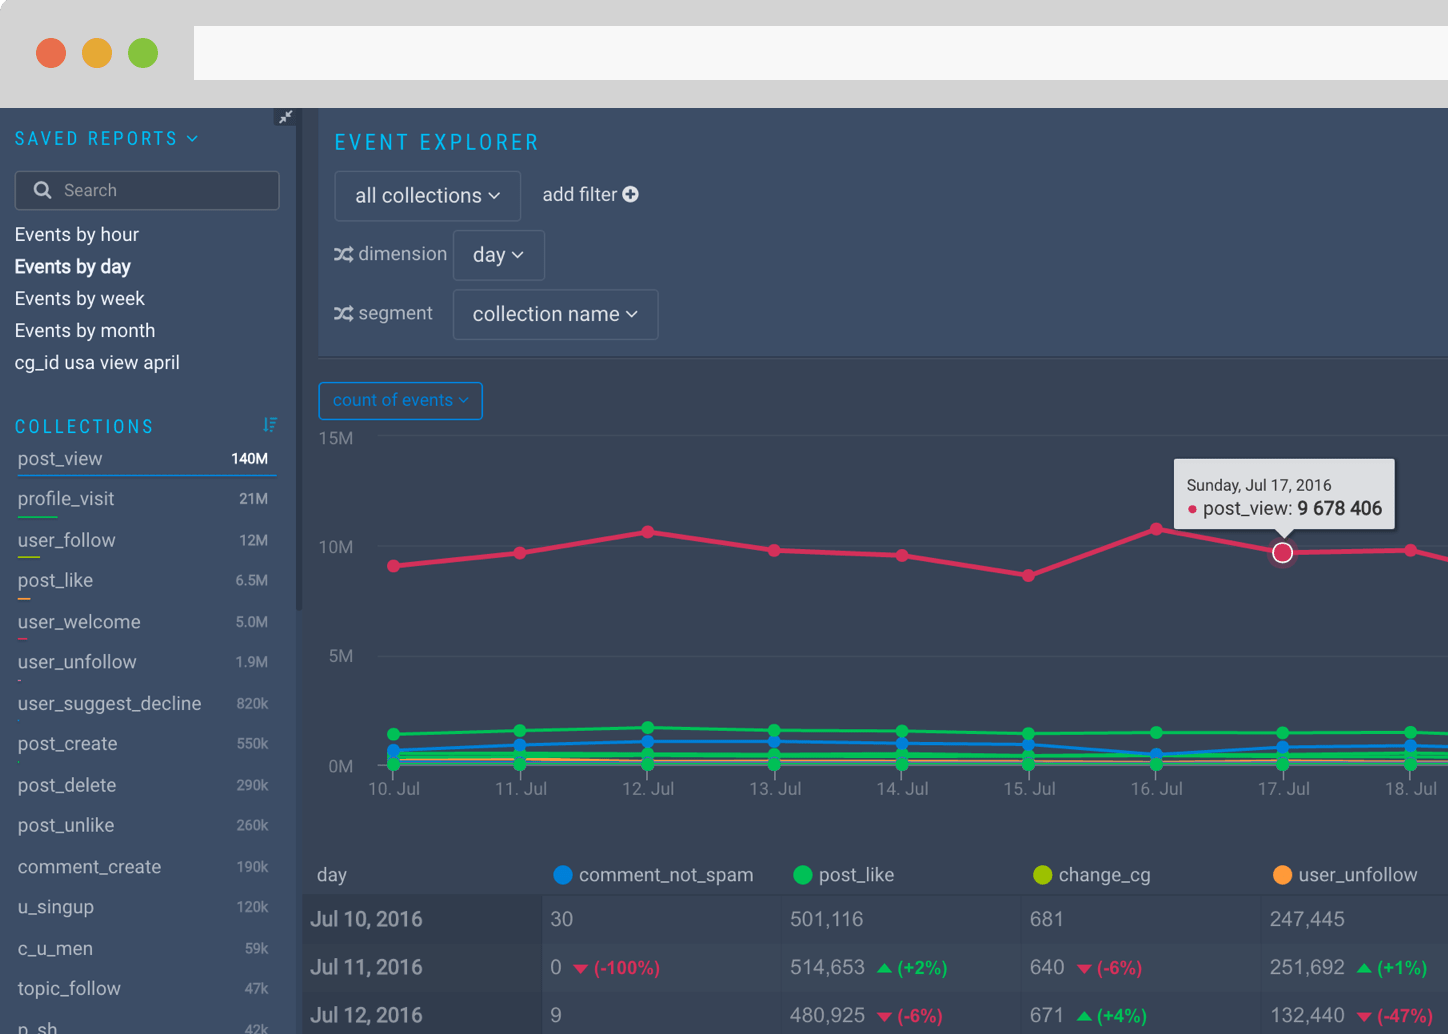 SAVED REPORTS
Search
Events by hour
Events by day
Events by week
Events by month
cg_id usa view april
COLLECTIONS
post_view 140M
profile_visit 21M
user_follow 12M
post_like 6.5M
user_welcome 5.0M
user_unfollow 1.9M
user_suggest_decline 820k
post_create 550k
post_delete 290k
post_unlike 260k
comment_create 190k
u_singup 120k
c_u_men 59k
topic_follow 47k
p_sh 42k
EVENT EXPLORER
all collections add filter
dimension day
segment collection name
count of events
15M
10M
5M
0M
Sunday, Jul 17, 2016
post_view: 9 678 406
10. Jul 11. Jul 12. Jul 13. Jul 14. Jul 15. Jul 16. Jul 17. Jul 18. Jul
day comment_not_spam post_like change_cg user_unfollow
Jul 10, 2016 30 501,116 681 247,445
Jul 11, 2016 0 (-100%) 514,653 (+2%) 640 (-6%) 251,692 (+1%)
Jul 12, 2016 9 480,925 (-6%) 671 (+4%) 132,440 (-47%)